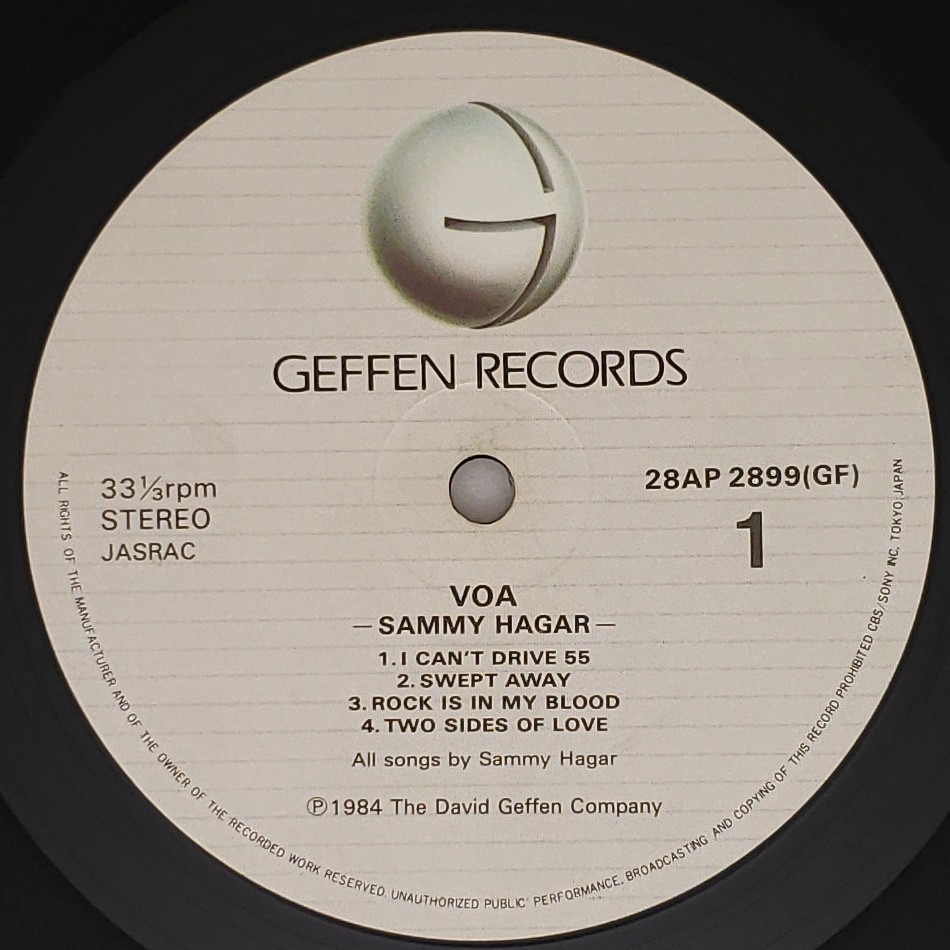 GEFFEN RECORDS
33⅓rpm
STEREO
JASRAC
28AP 2899(GF)
1
VOA
—SAMMY HAGAR—
1. I CAN'T DRIVE 55
2. SWEPT AWAY
3. ROCK IS IN MY BLOOD
4. TWO SIDES OF LOVE
All songs by Sammy Hagar
℗1984 The David Geffen Company
ALL RIGHTS OF THE MANUFACTURER AND OF THE OWNER OF THE RECORDED WORK RESERVED. UNAUTHORIZED PUBLIC PERFORMANCE. BROADCASTING AND COPYING OF THIS RECORD PROHIBITED CBS/SONY INC. TOKYO JAPAN